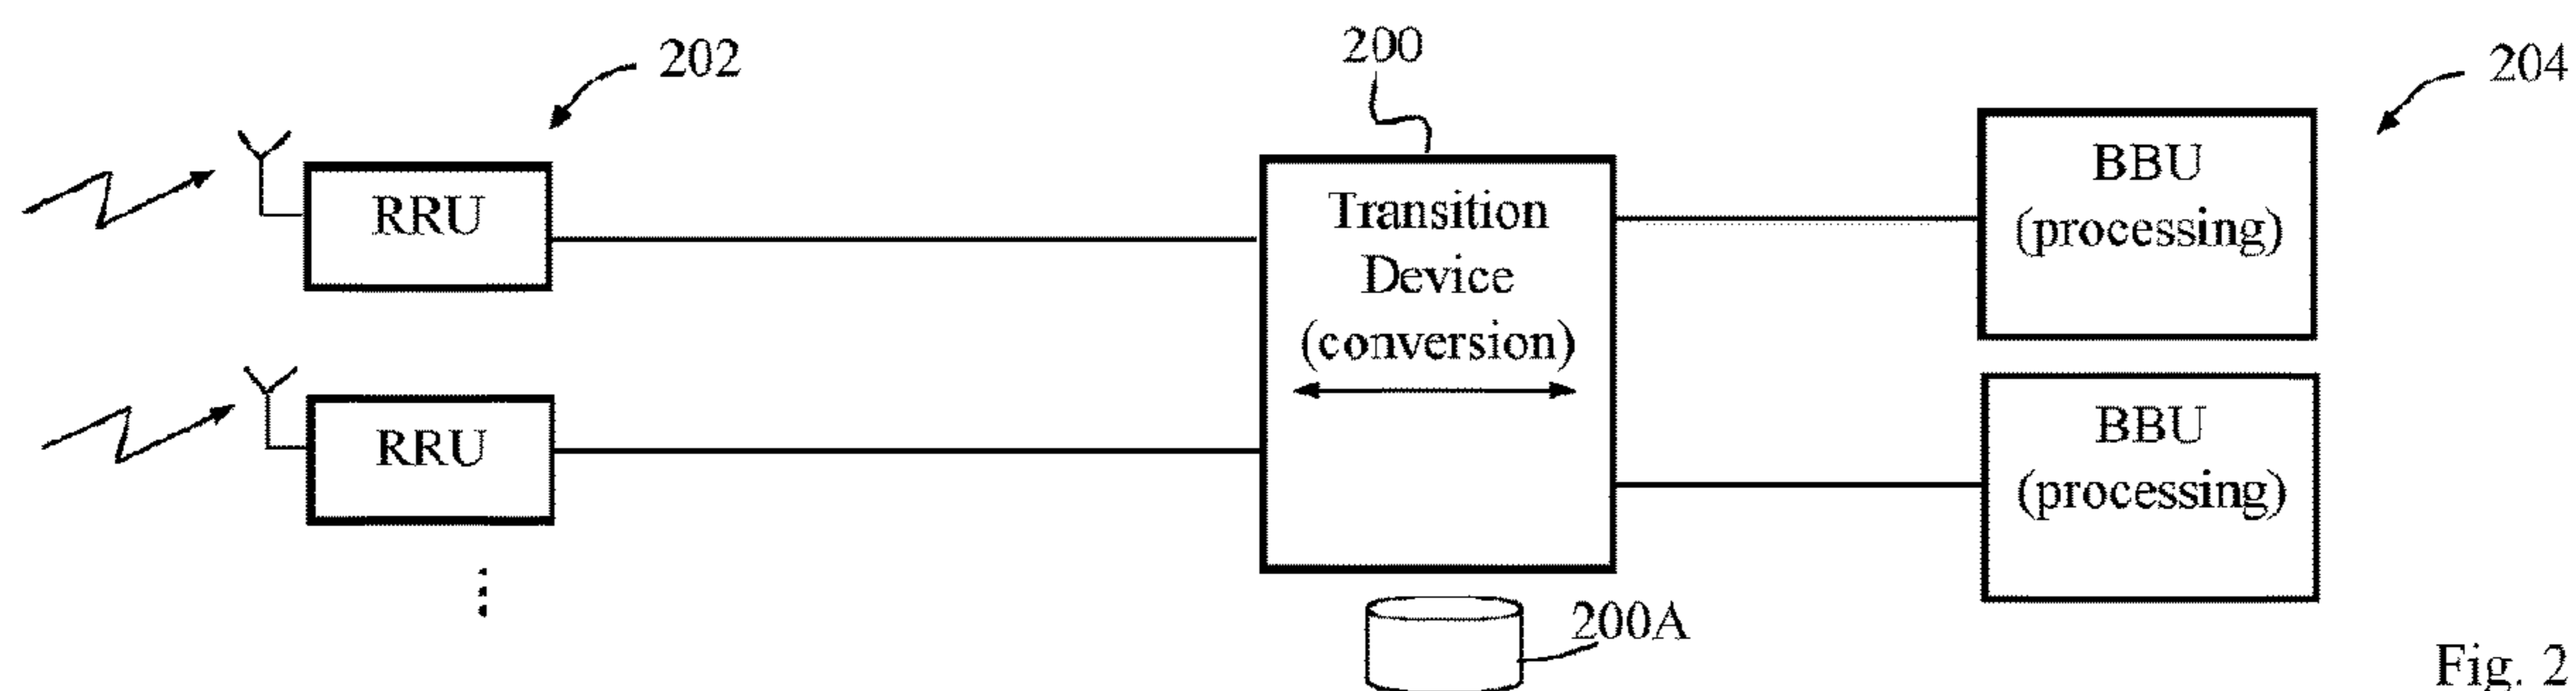 202
200
204
RRU
Transition
Device
(conversion)
BBU
(processing)
RRU
BBU
(processing)
200A
Fig. 2